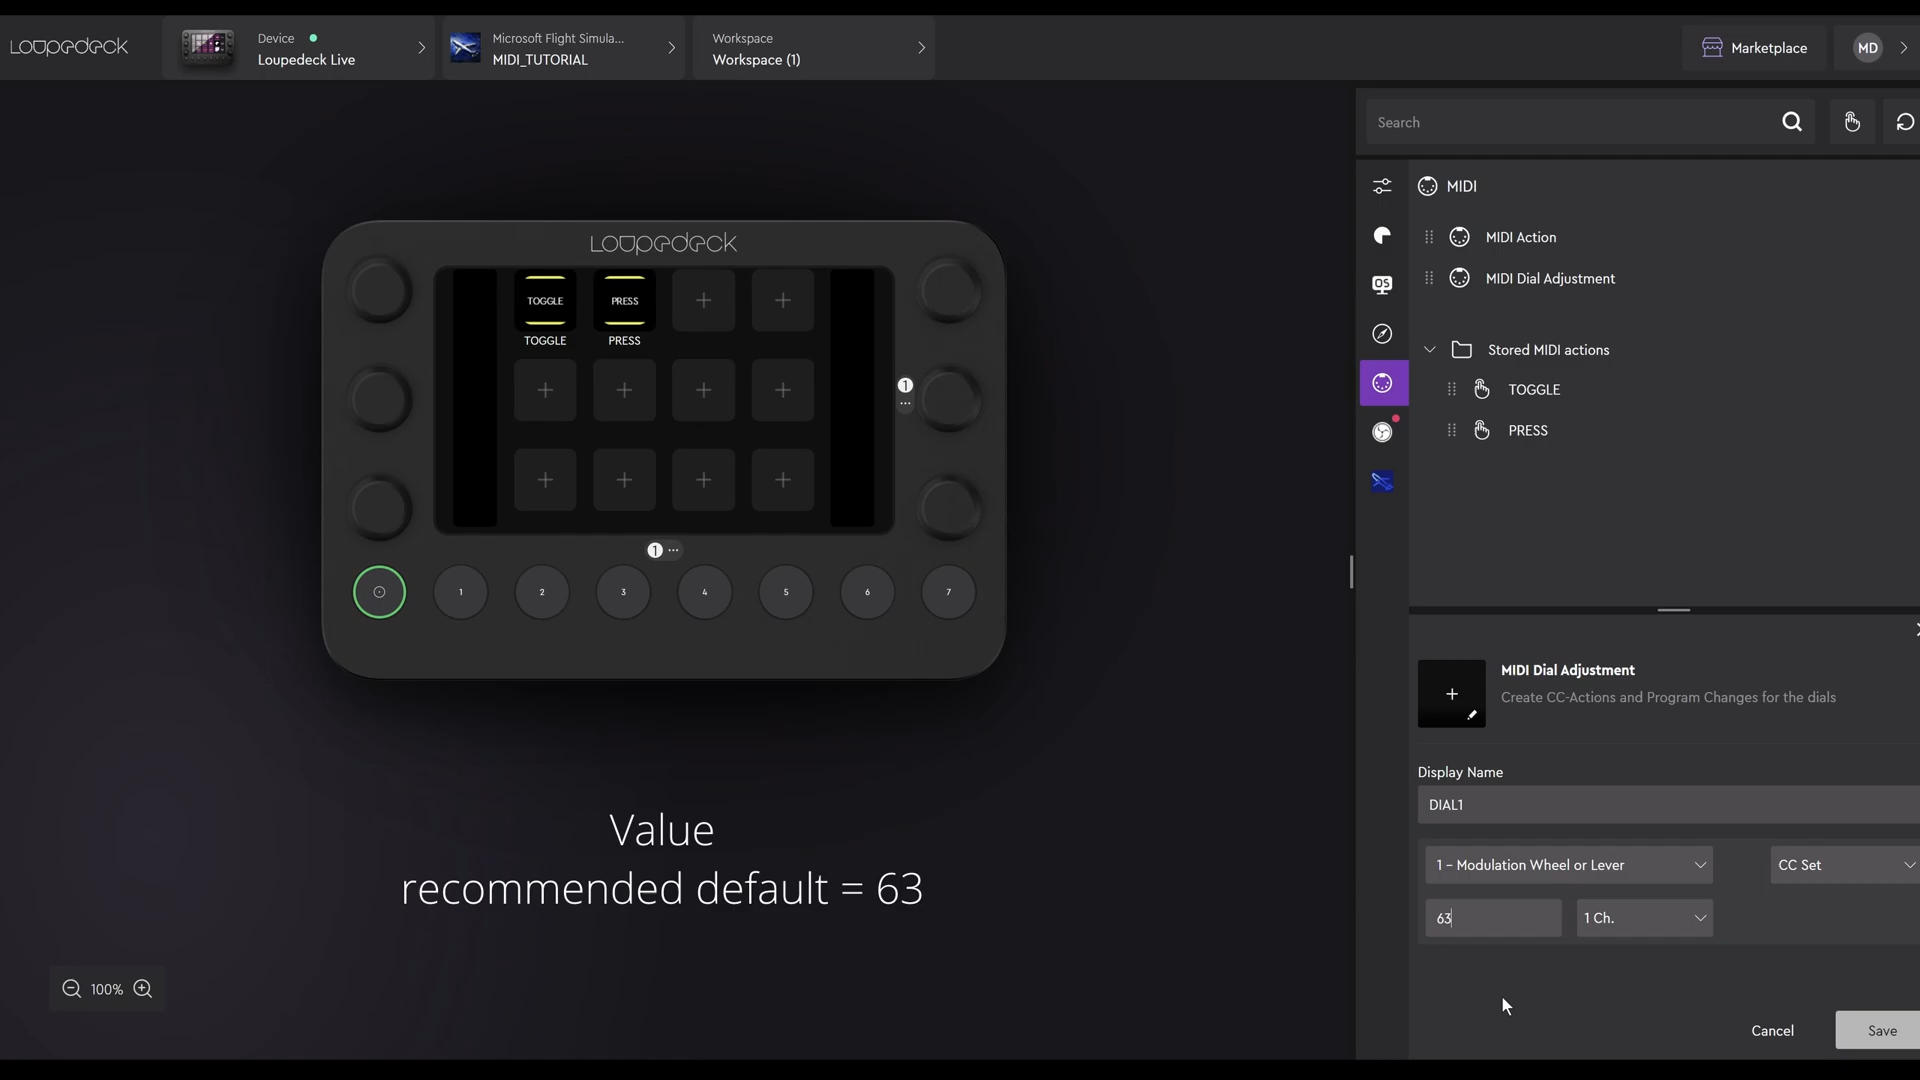 Loupedeck
Device
Loupedeck Live
Microsoft Flight Simula...
MIDI_TUTORIAL
Workspace
Workspace (1)
Marketplace
MD
Search
MIDI
MIDI Action
MIDI Dial Adjustment
Stored MIDI actions
TOGGLE
PRESS
OS
Loupedeck
TOGGLE
PRESS
TOGGLE
PRESS
1
1
1
2
3
4
5
6
7
MIDI Dial Adjustment
Create CC-Actions and Program Changes for the dials
Display Name
DIAL1
1 - Modulation Wheel or Lever
CC Set
63
1 Ch.
Value
recommended default = 63
100%
Cancel
Save